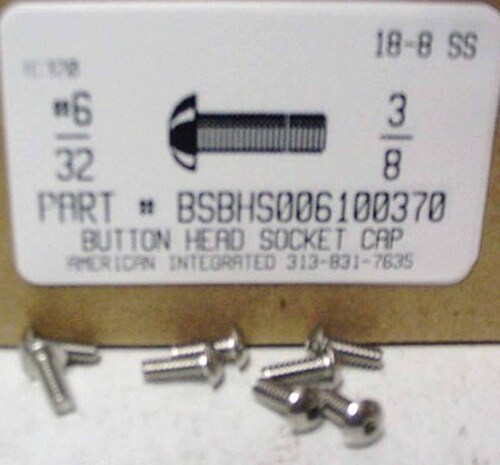 18-8 SS
#6
32
3
8
PART # BSBHS006100370
BUTTON HEAD SOCKET CAP
AMERICAN INTEGRATED 313-831-7635